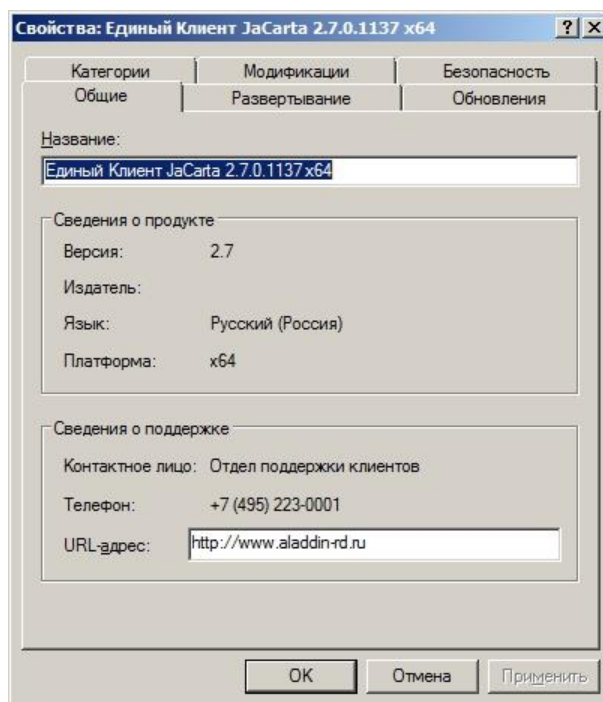 Свойства: Единый Клиент JaCarta 2.7.0.1137 x64
Категории Модификации Безопасность
Общие Развертывание Обновления
Название:
Единый Клиент JaCarta 2.7.0.1137 x64
Сведения о продукте
Версия: 2.7
Издатель:
Язык: Русский (Россия)
Платформа: x64
Сведения о поддержке
Контактное лицо: Отдел поддержки клиентов
Телефон: +7 (495) 223-0001
URL-адрес: http://www.aladdin-rd.ru
OK Отмена Применить